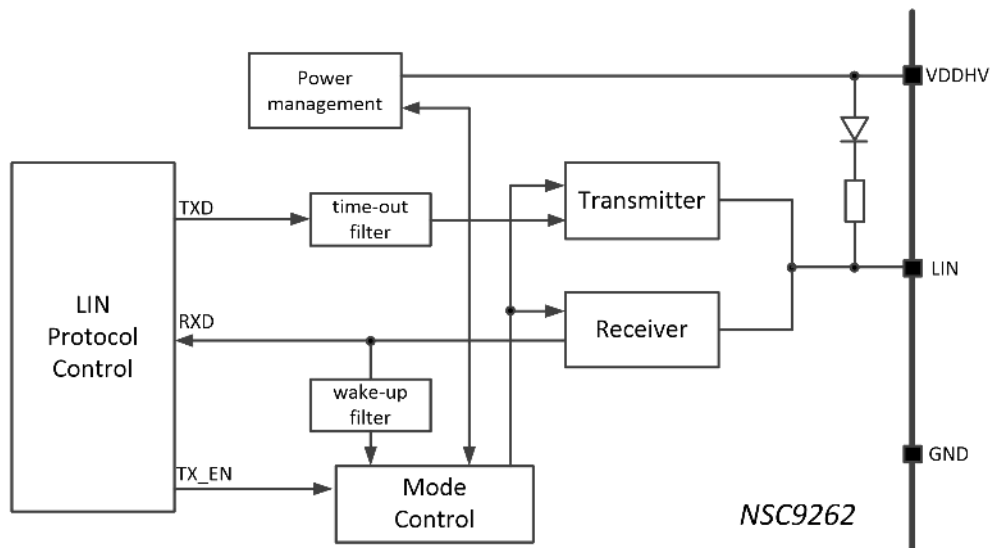 Power
management
VDDHV
TXD
time-out
filter
Transmitter
LIN
LIN
Protocol
Control
RXD
Receiver
wake-up
filter
TX_EN
Mode
Control
GND
NSC9262